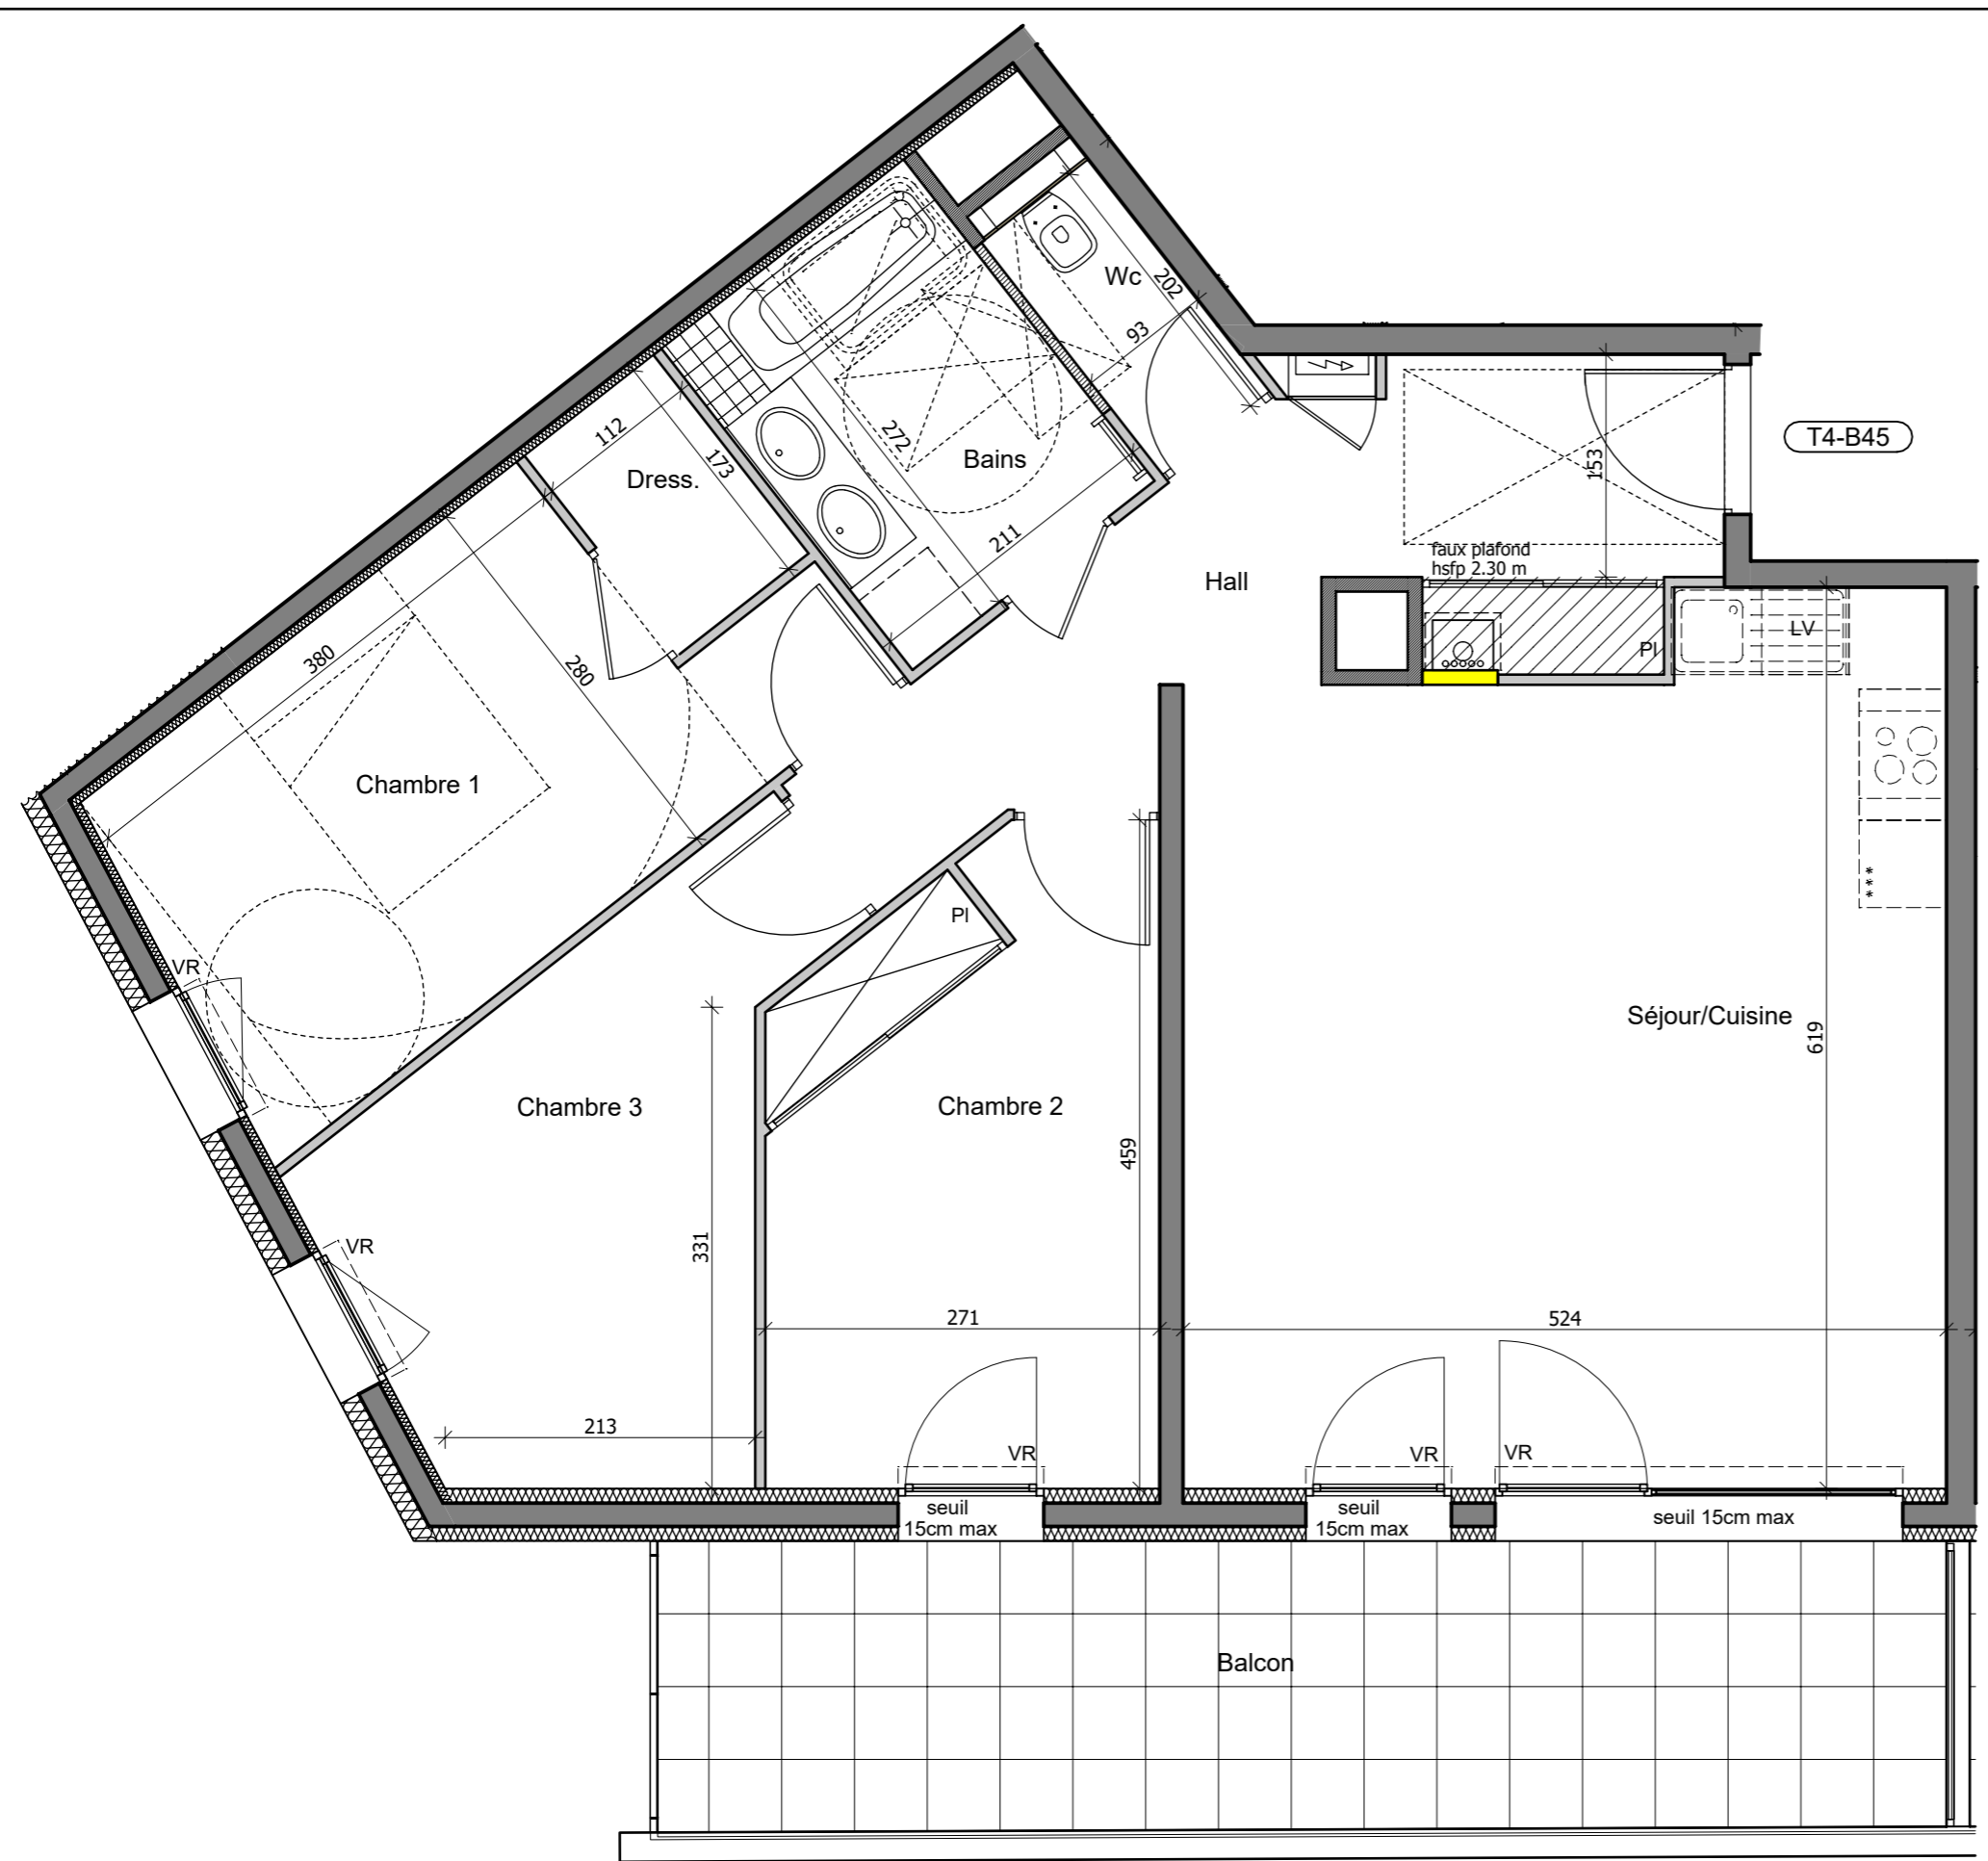 Wc
202
93
T4-B45
153
112
Dress.
173
272
Bains
211
faux plafond
hsfp 2.30 m
Hall
LV
Pl
380
280
Chambre 1
***
Pl
VR
Séjour/Cuisine
619
Chambre 3
Chambre 2
459
VR
331
271
524
213
VR
VR
VR
seuil
15cm max
seuil
15cm max
seuil 15cm max
Balcon